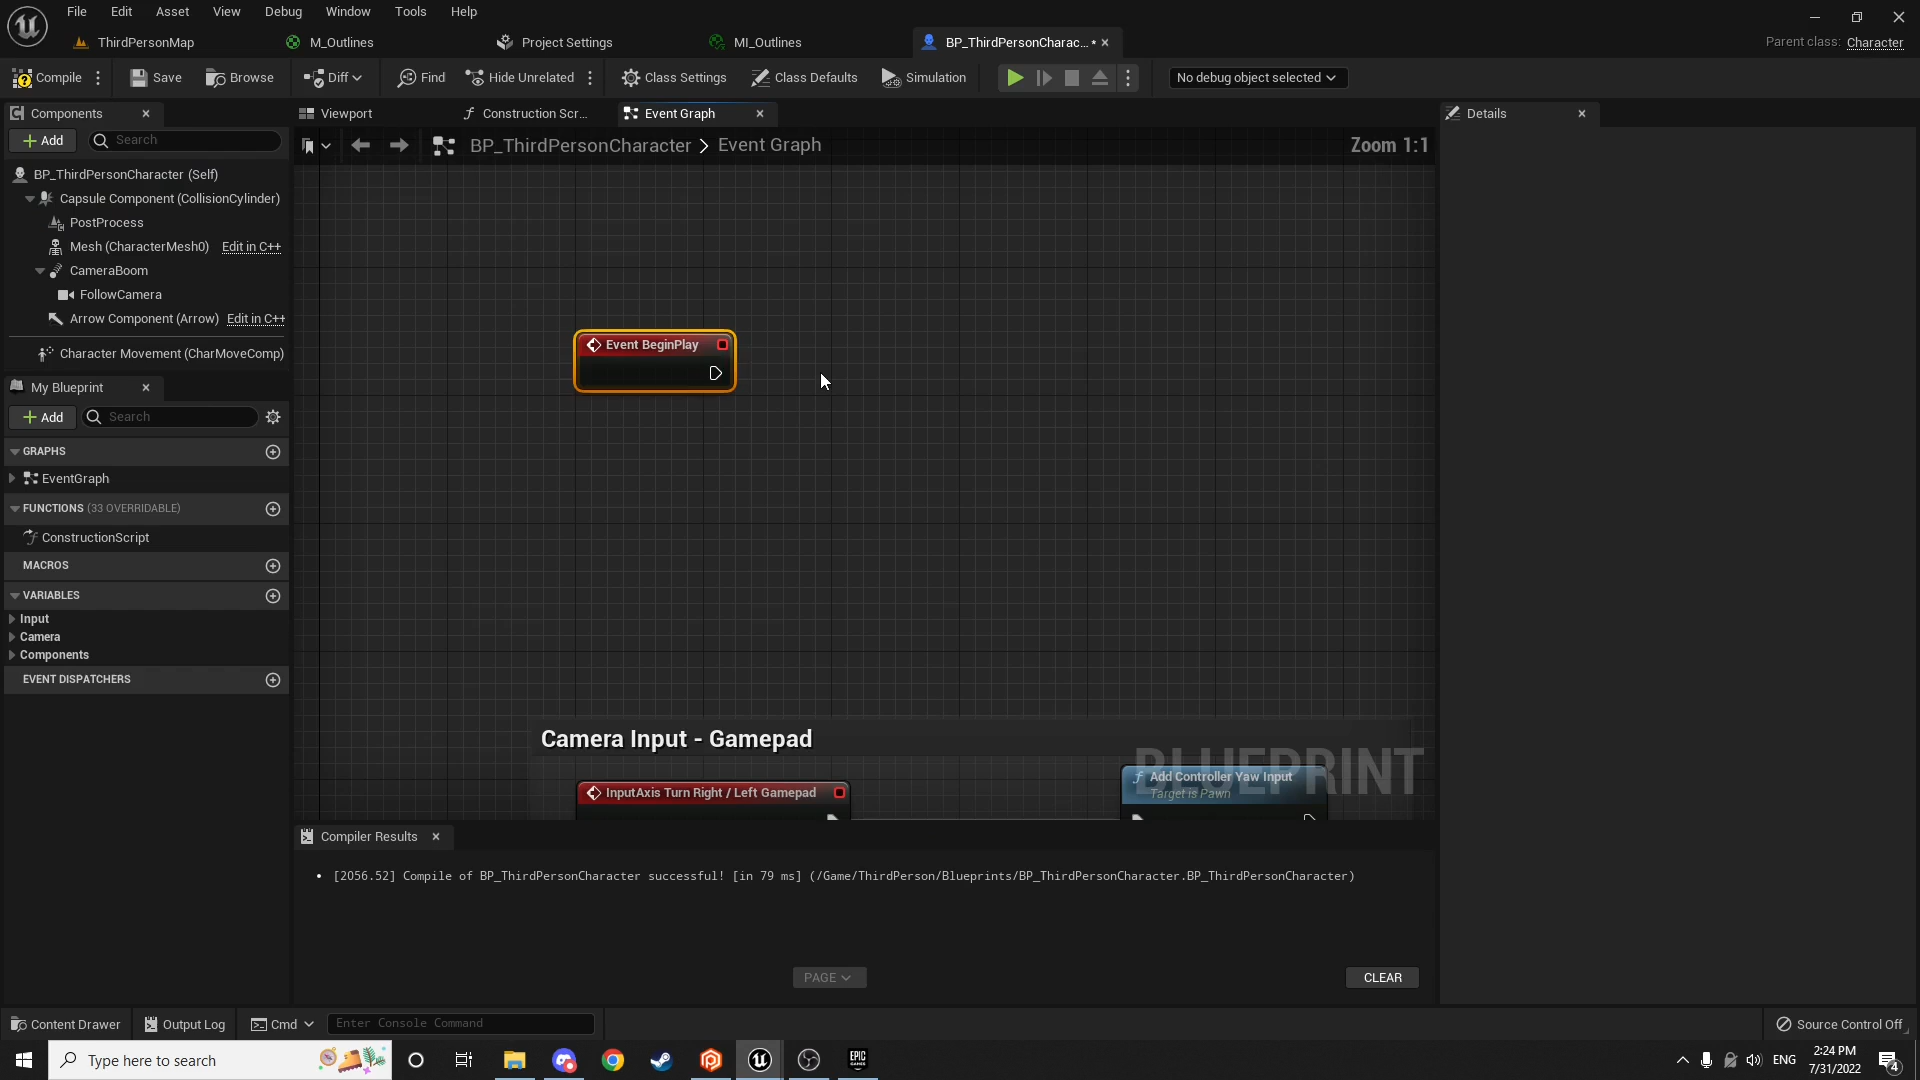 File Edit Asset View Debug Window Tools Help
ThirdPersonMap M_Outlines Project Settings MI_Outlines BP_ThirdPersonCharac... • Parent class: Character
Compile Save Browse Diff Find Hide Unrelated Class Settings Class Defaults Simulation No debug object selected
Components Viewport Construction Scr... Event Graph Details
Add Search
BP_ThirdPersonCharacter > Event Graph Zoom 1:1
BP_ThirdPersonCharacter (Self)
Capsule Component (CollisionCylinder)
PostProcess
Mesh (CharacterMesh0) Edit in C++
CameraBoom
FollowCamera
Arrow Component (Arrow) Edit in C++
Character Movement (CharMoveComp)
Event BeginPlay
My Blueprint
Add Search
GRAPHS
EventGraph
FUNCTIONS (33 OVERRIDABLE)
ConstructionScript
MACROS
VARIABLES
Input
Camera
Components
EVENT DISPATCHERS
Camera Input - Gamepad
BLUEPRINT
InputAxis Turn Right / Left Gamepad
Add Controller Yaw Input
Target is Pawn
Compiler Results
• [2056.52] Compile of BP_ThirdPersonCharacter successful! [in 79 ms] (/Game/ThirdPerson/Blueprints/BP_ThirdPersonCharacter.BP_ThirdPersonCharacter)
PAGE CLEAR
Content Drawer Output Log Cmd Enter Console Command Source Control Off
Type here to search EPIC GAMES ENG 2:24 PM
7/31/2022 4